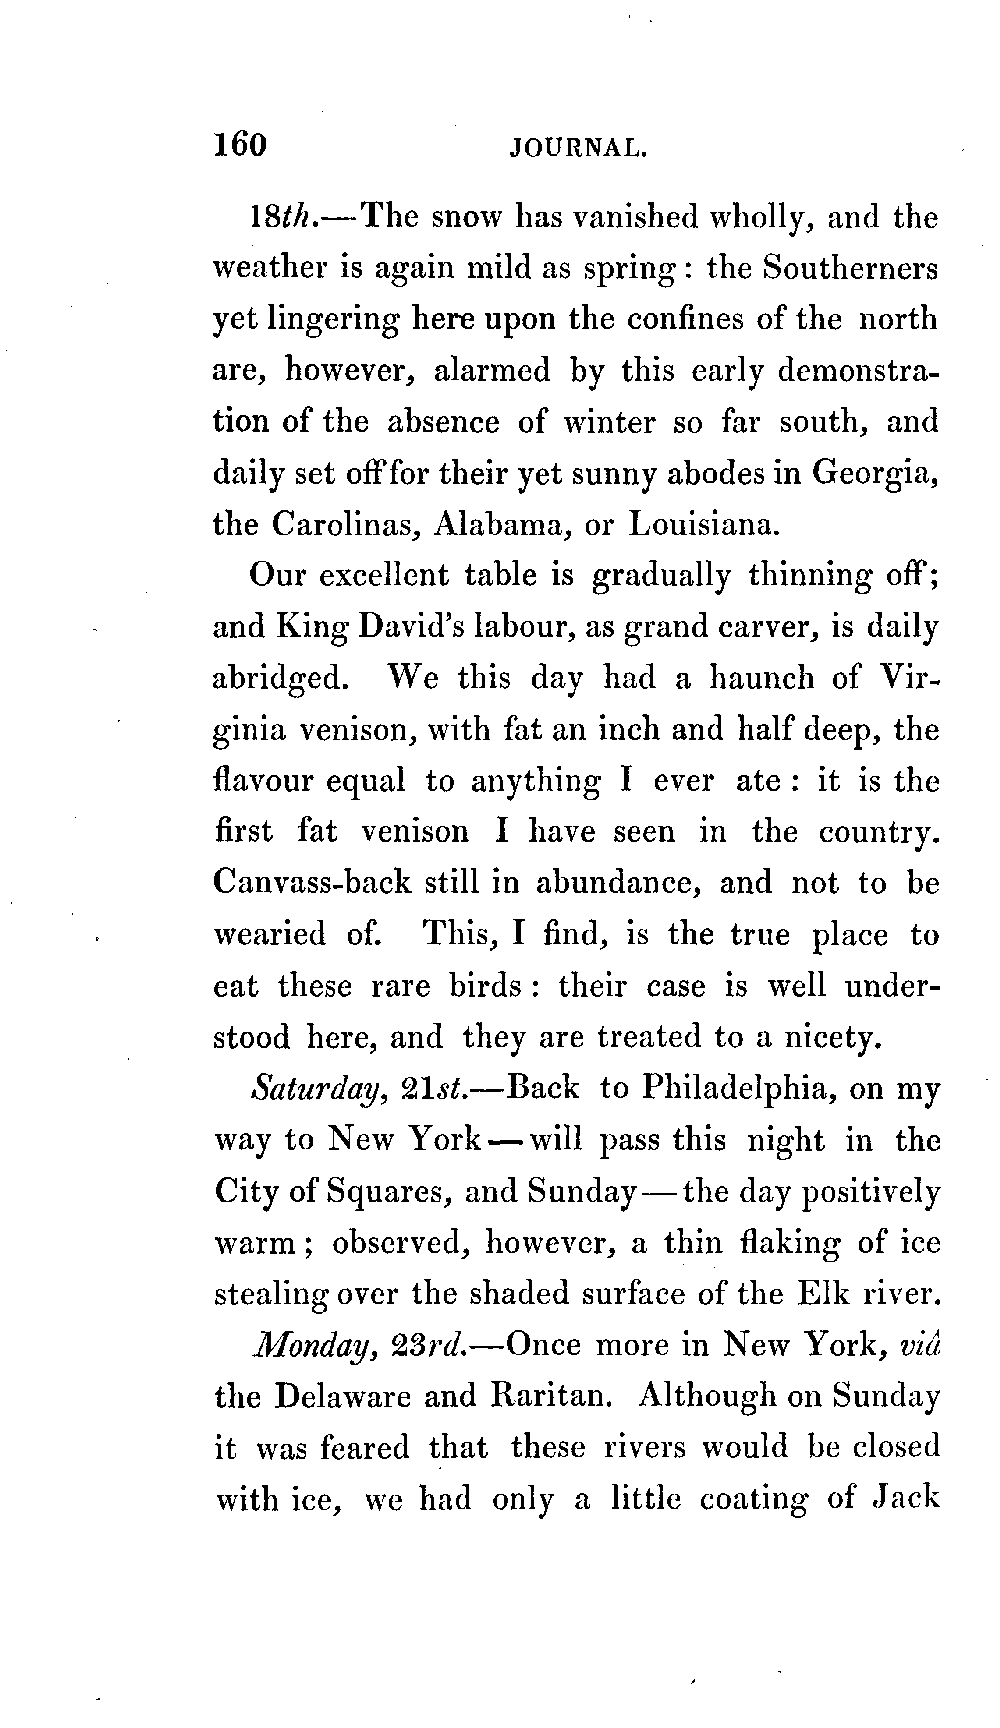 160 JOURNAL.
18th.—The snow has vanished wholly, and the
weather is again mild as spring: the Southerners
yet lingering here upon the confines of the north
are, however, alarmed by this early demonstra-
tion of the absence of winter so far south, and
daily set off for their yet sunny abodes in Georgia,
the Carolinas, Alabama, or Louisiana.
Our excellent table is gradually thinning off;
and King David's labour, as grand carver, is daily
abridged. We this day had a haunch of Vir-
ginia venison, with fat an inch and half deep, the
flavour equal to anything I ever ate: it is the
first fat venison I have seen in the country.
Canvass-back still in abundance, and not to be
wearied of. This, I find, is the true place to
eat these rare birds: their case is well under-
stood here, and they are treated to a nicety.
Saturday, 21st.—Back to Philadelphia, on my
way to New York—will pass this night in the
City of Squares, and Sunday—the day positively
warm; observed, however, a thin flaking of ice
stealing over the shaded surface of the Elk river.
Monday, 23rd.—Once more in New York, viâ
the Delaware and Raritan. Although on Sunday
it was feared that these rivers would be closed
with ice, we had only a little coating of Jack